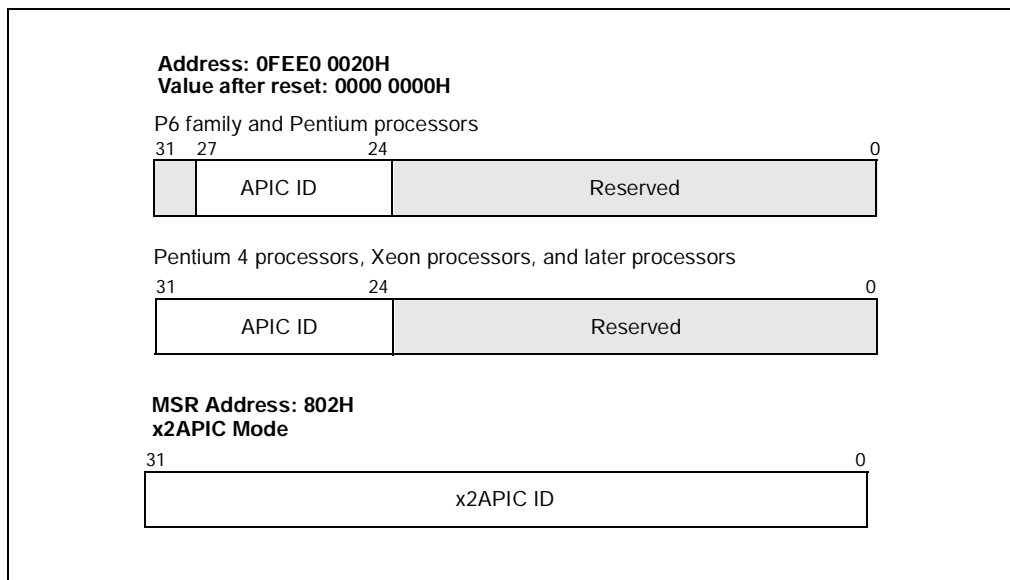 Address: 0FEE0 0020H
Value after reset: 0000 0000H
P6 family and Pentium processors
31 27 24 0
APIC ID Reserved
Pentium 4 processors, Xeon processors, and later processors
31 24 0
APIC ID Reserved
MSR Address: 802H
x2APIC Mode
31 0
x2APIC ID